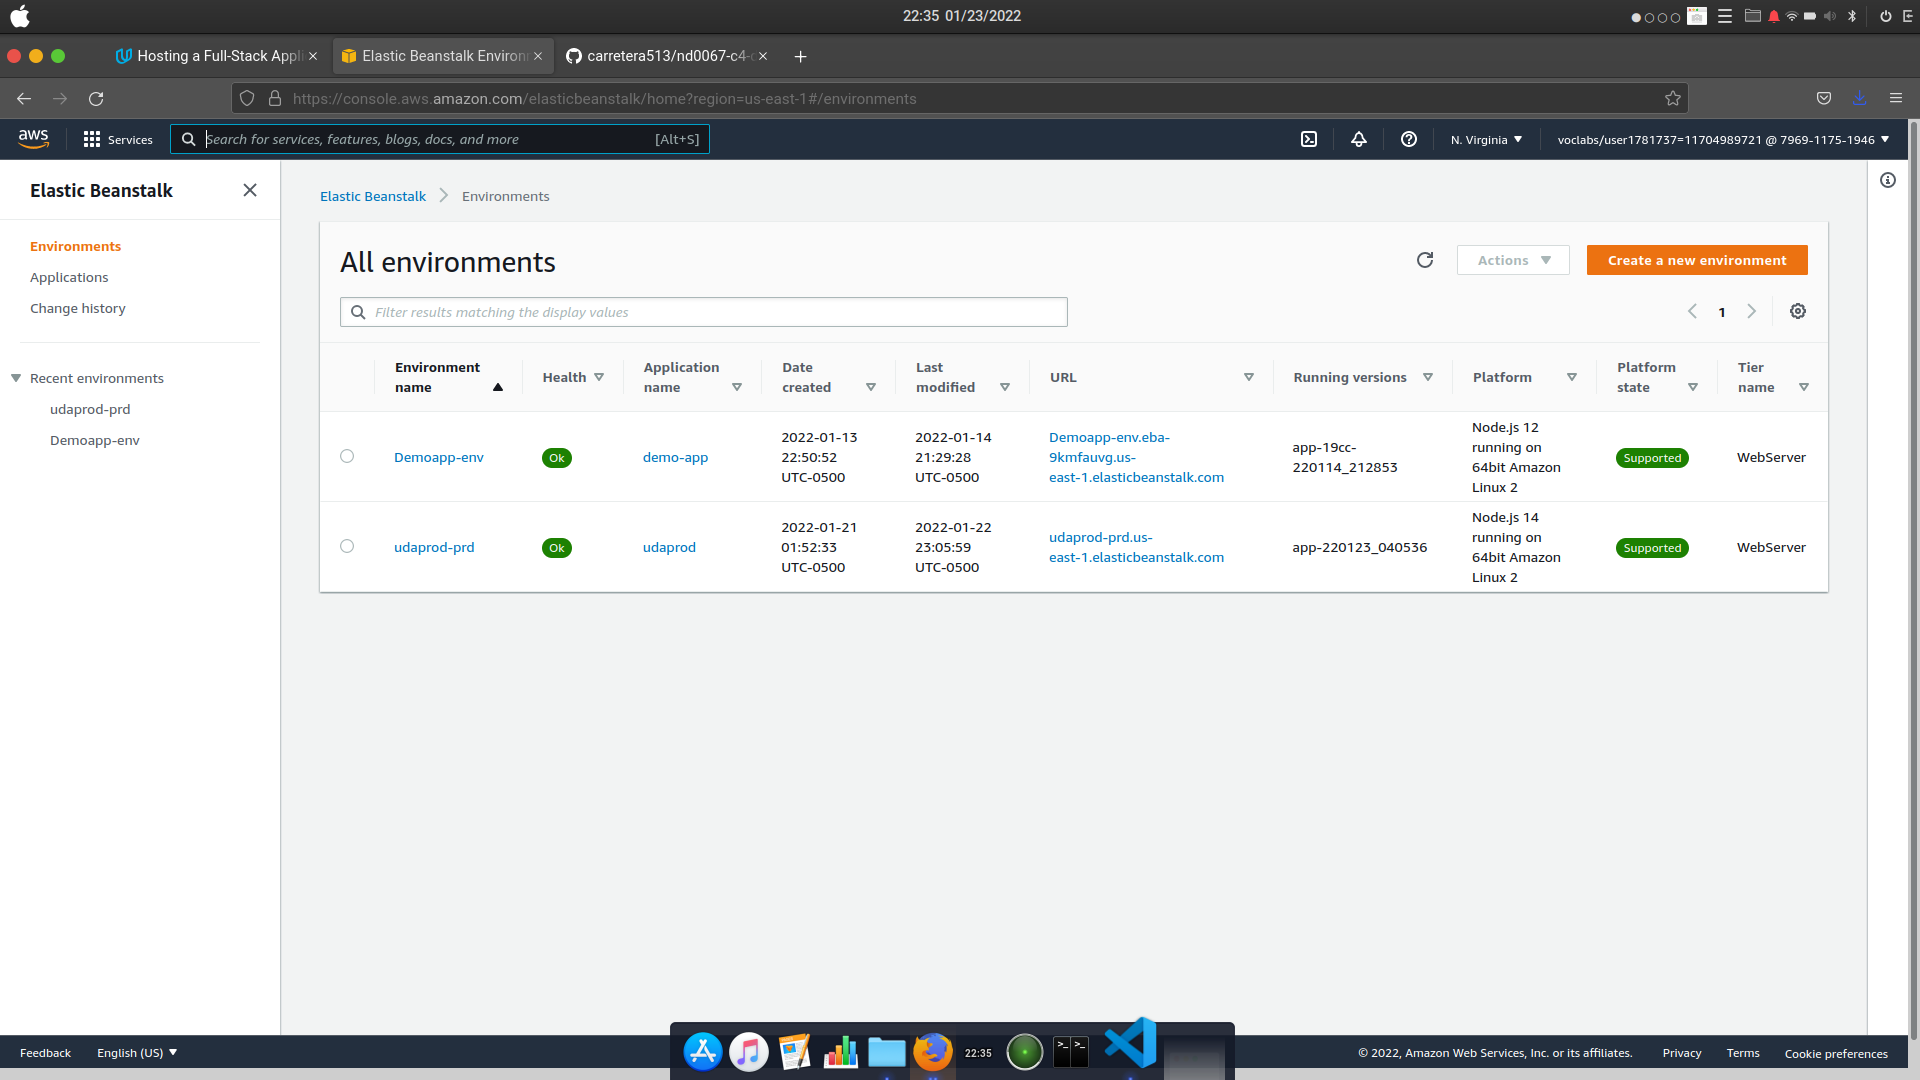 22:35 01/23/2022
Hosting a Full-Stack Appli
Elastic Beanstalk Environ
carretera513/nd0067-c4-
https://console.aws.amazon.com/elasticbeanstalk/home?region=us-east-1#/environments
aws
Services
Search for services, features, blogs, docs, and more
[Alt+S]
N. Virginia
voclabs/user1781737=11704989721 @ 7969-1175-1946
Elastic Beanstalk
Environments
Applications
Change history
Recent environments
udaprod-prd
Demoapp-env
Elastic Beanstalk
Environments
All environments
Actions
Create a new environment
Filter results matching the display values
1
Environment name
Health
Application name
Date created
Last modified
URL
Running versions
Platform
Platform state
Tier name
Demoapp-env
Ok
demo-app
2022-01-13
22:50:52
UTC-0500
2022-01-14
21:29:28
UTC-0500
Demoapp-env.eba-
9kmfauvg.us-
east-1.elasticbeanstalk.com
app-19cc-
220114_212853
Node.js 12
running on
64bit Amazon
Linux 2
Supported
WebServer
udaprod-prd
Ok
udaprod
2022-01-21
01:52:33
UTC-0500
2022-01-22
23:05:59
UTC-0500
udaprod-prd.us-
east-1.elasticbeanstalk.com
app-220123_040536
Node.js 14
running on
64bit Amazon
Linux 2
Supported
WebServer
22:35
Feedback
English (US)
© 2022, Amazon Web Services, Inc. or its affiliates.
Privacy
Terms
Cookie preferences